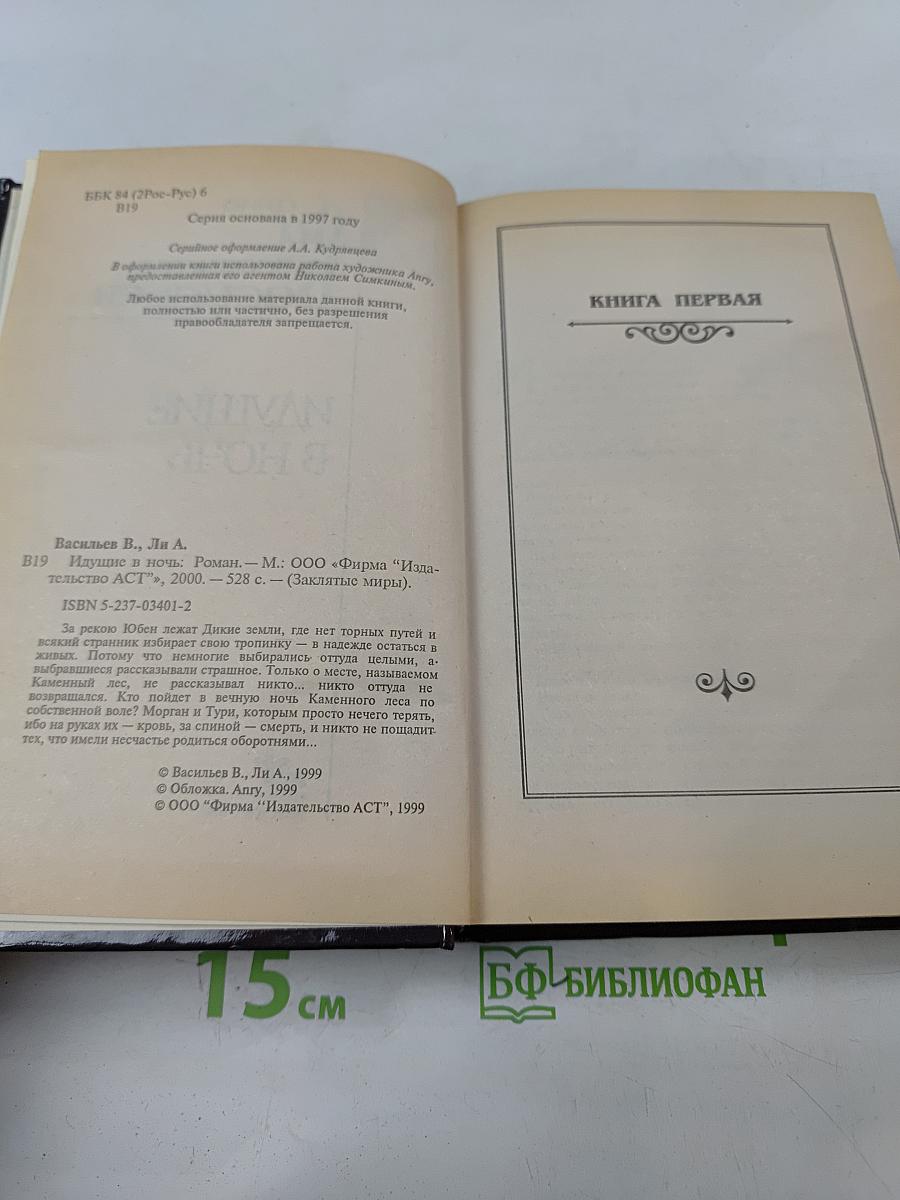 ББК 84 (2Рос-Рус) 6
В19
Серия основана в 1997 году
Серийное оформление А.А. Кудрявцева
В оформлении книги использована работа художника Anry,
предоставленная его агентом Николаем Симкиным.
Любое использование материала данной книги,
полностью или частично, без разрешения
правообладателя запрещается.
ИДУЩИЕ
В НОЧЬ
Васильев В., Ли А.
В19 Идущие в ночь: Роман. — М.: ООО «Фирма “Изда-
тельство АСТ”», 2000. — 528 с. — (Заклятые миры).
ISBN 5-237-03401-2
За рекою Юбен лежат Дикие земли, где нет торных путей и
всякий странник избирает свою тропинку — в надежде остаться в
живых. Потому что немногие выбирались оттуда целыми, а
выбравшиеся рассказывали страшное. Только о месте, называемом
Каменный лес, не рассказывал никто... никто оттуда не
возвращался. Кто пойдет в вечную ночь Каменного леса по
собственной воле? Морган и Тури, которым просто нечего терять,
ибо на руках их — кровь, за спиной — смерть, и никто не пощадит
тех, что имели несчастье родиться оборотнями...
© Васильев В., Ли А., 1999
© Обложка. Anry, 1999
© ООО “Фирма “Издательство АСТ”, 1999
КНИГА ПЕРВАЯ
15 см
БФ БИБЛИОФАН